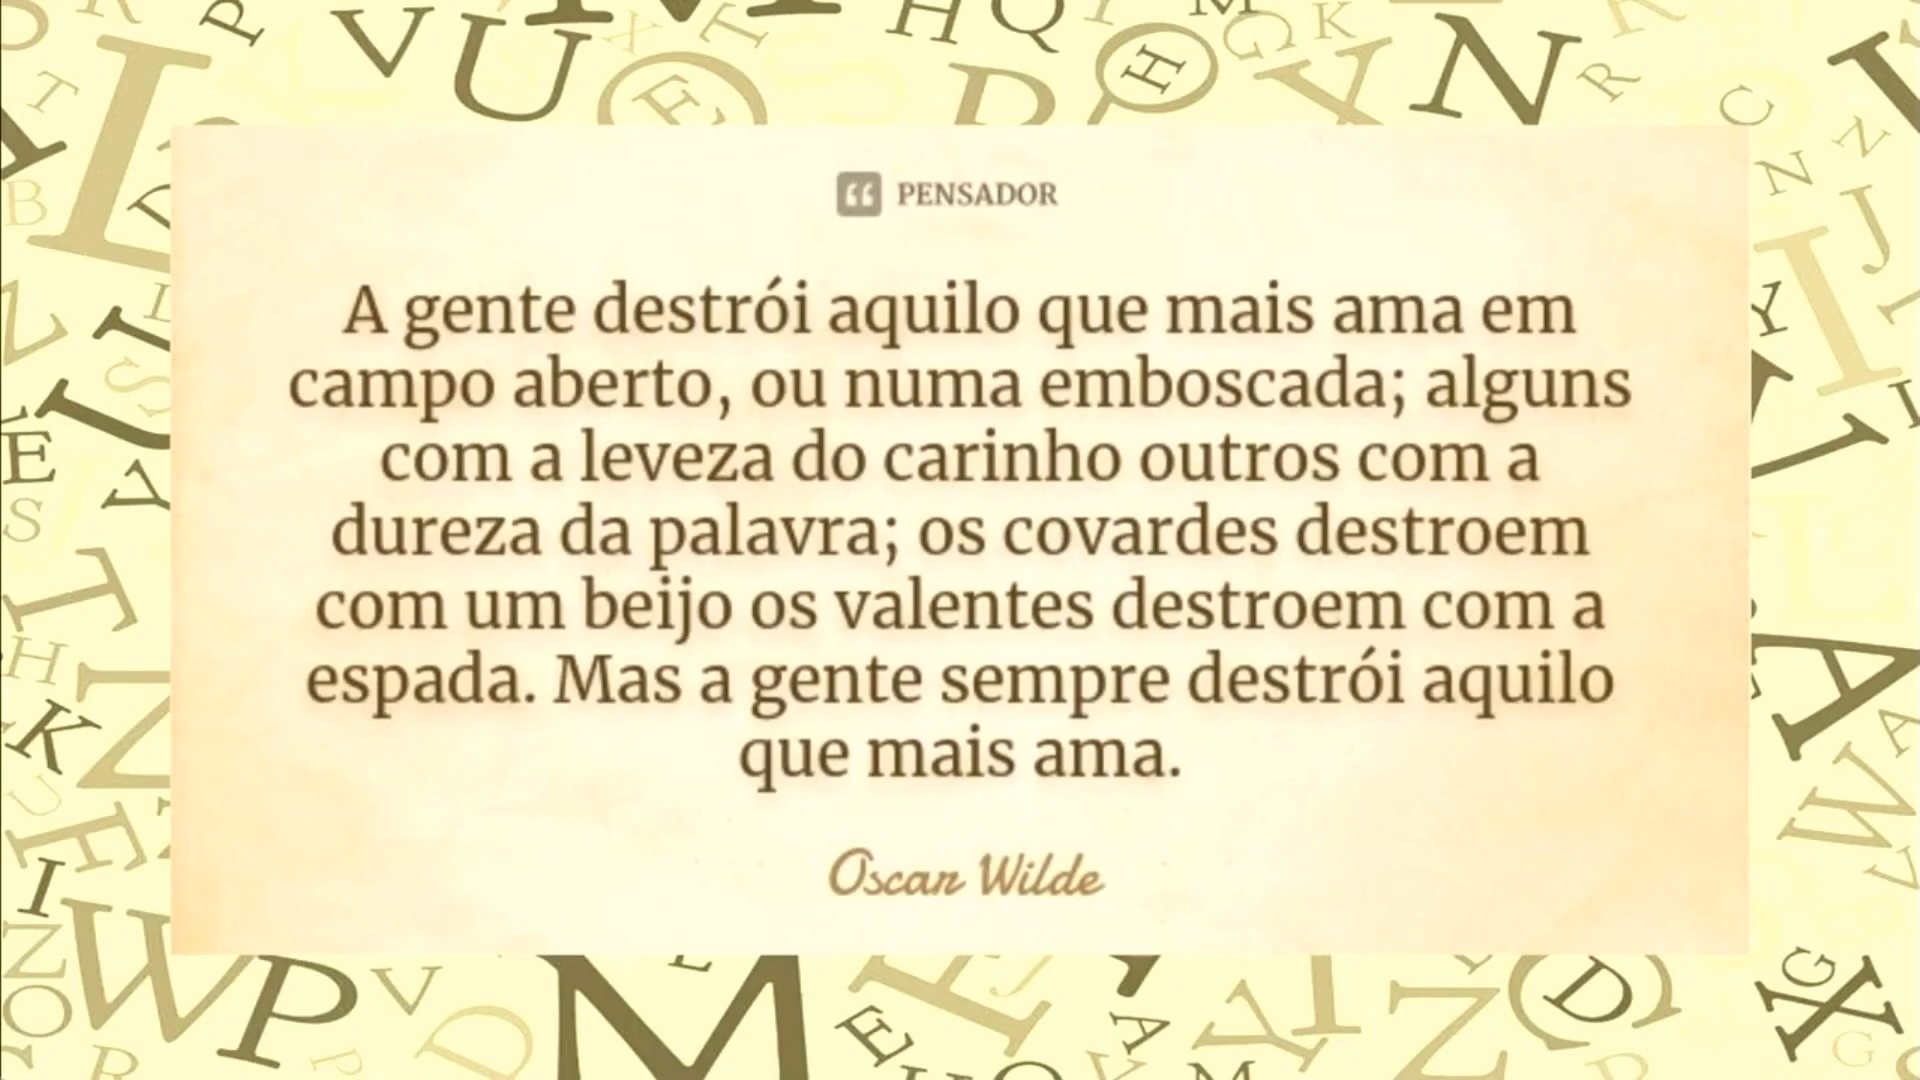 PENSADOR
A gente destrói aquilo que mais ama em
campo aberto, ou numa emboscada; alguns
com a leveza do carinho outros com a
dureza da palavra; os covardes destroem
com um beijo os valentes destroem com a
espada. Mas a gente sempre destrói aquilo
que mais ama.
Oscar Wilde